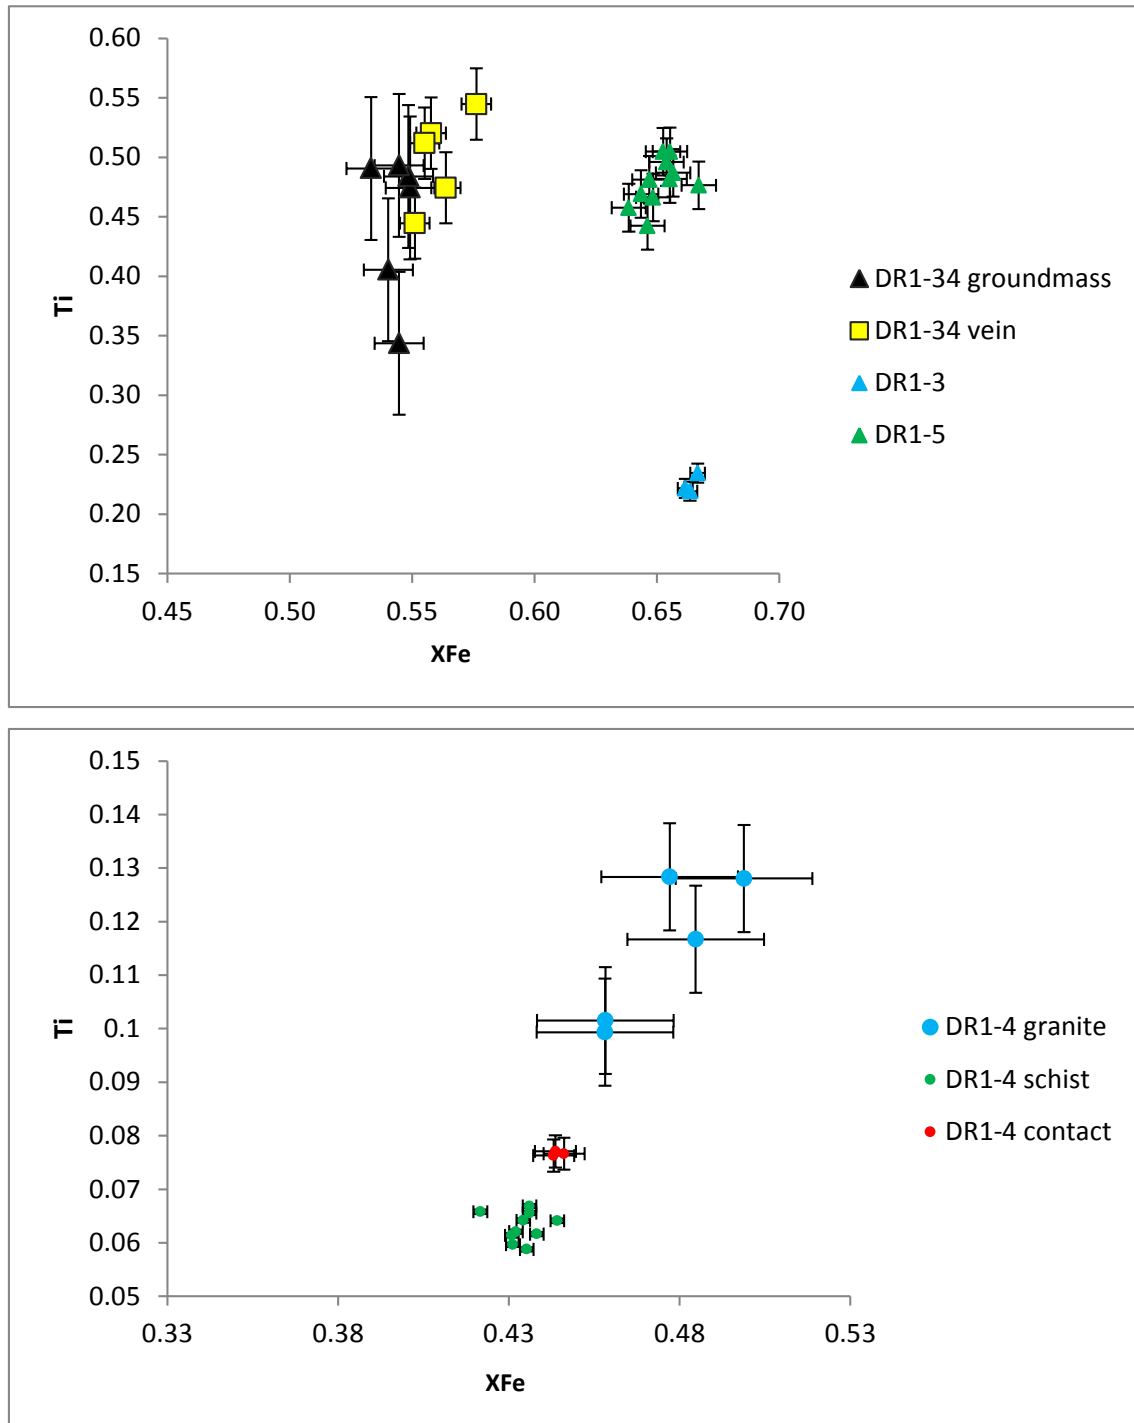 0.60
0.55
0.50
0.45
0.40
0.35
0.30
0.25
0.20
0.15
Ti
0.45 0.50 0.55 0.60 0.65 0.70
XFe
DR1-34 groundmass
DR1-34 vein
DR1-3
DR1-5
0.15
0.14
0.13
0.12
0.11
0.1
0.09
0.08
0.07
0.06
0.05
Ti
0.33 0.38 0.43 0.48 0.53
XFe
DR1-4 granite
DR1-4 schist
DR1-4 contact